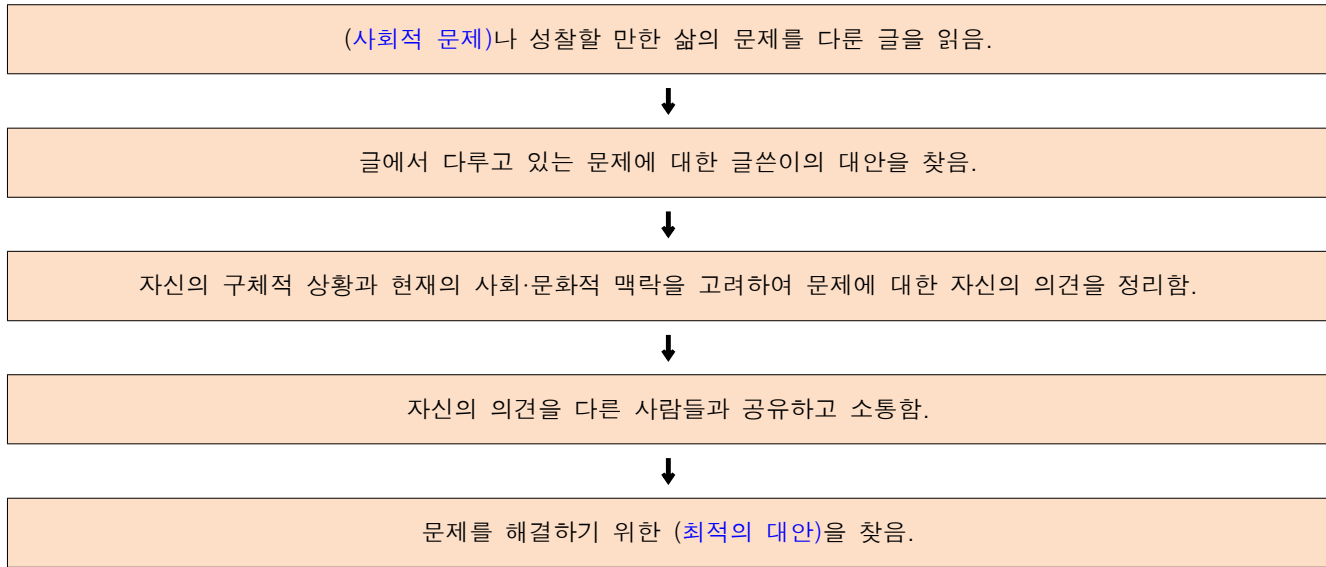 (사회적 문제)나 성찰할 만한 삶의 문제를 다룬 글을 읽음.
글에서 다루고 있는 문제에 대한 글쓴이의 대안을 찾음.
자신의 구체적 상황과 현재의 사회·문화적 맥락을 고려하여 문제에 대한 자신의 의견을 정리함.
자신의 의견을 다른 사람들과 공유하고 소통함.
문제를 해결하기 위한 (최적의 대안)을 찾음.